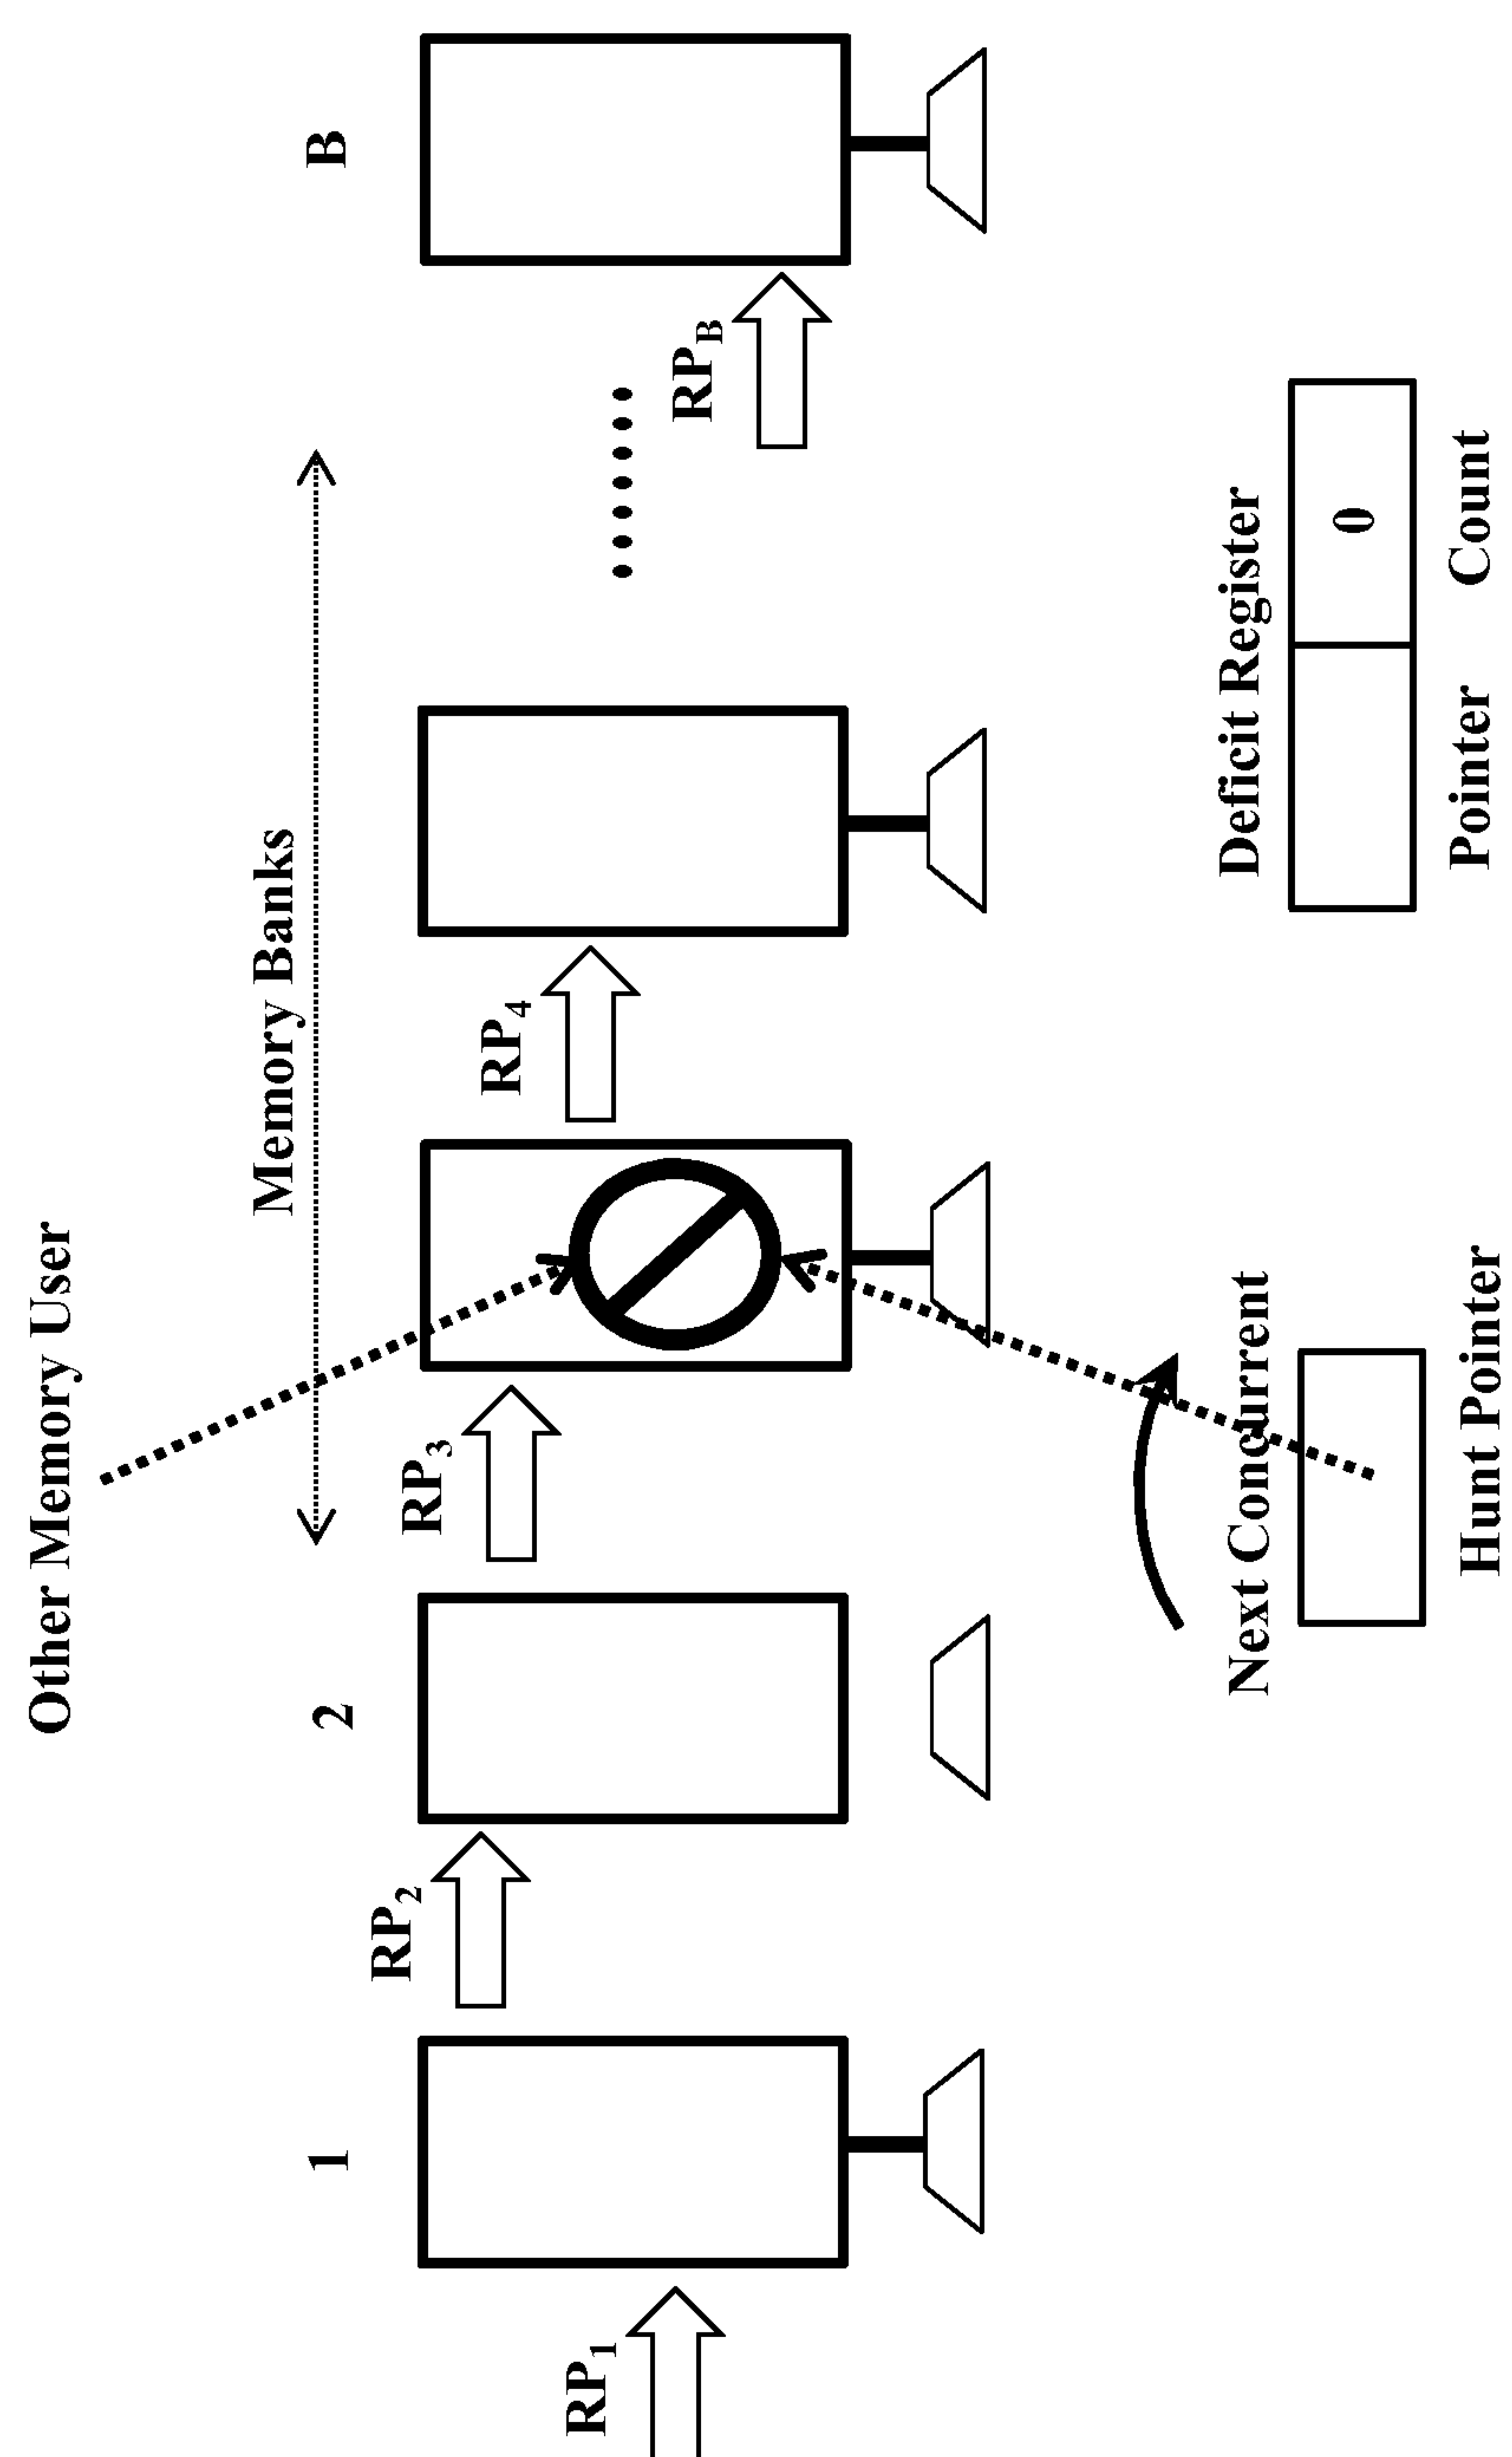 Other Memory User
Memory Banks
1
2
B
RP1
RP2
RP3
RP4
RPB
Next Concurrent
Hunt Pointer
Deficit Register
0
Pointer
Count